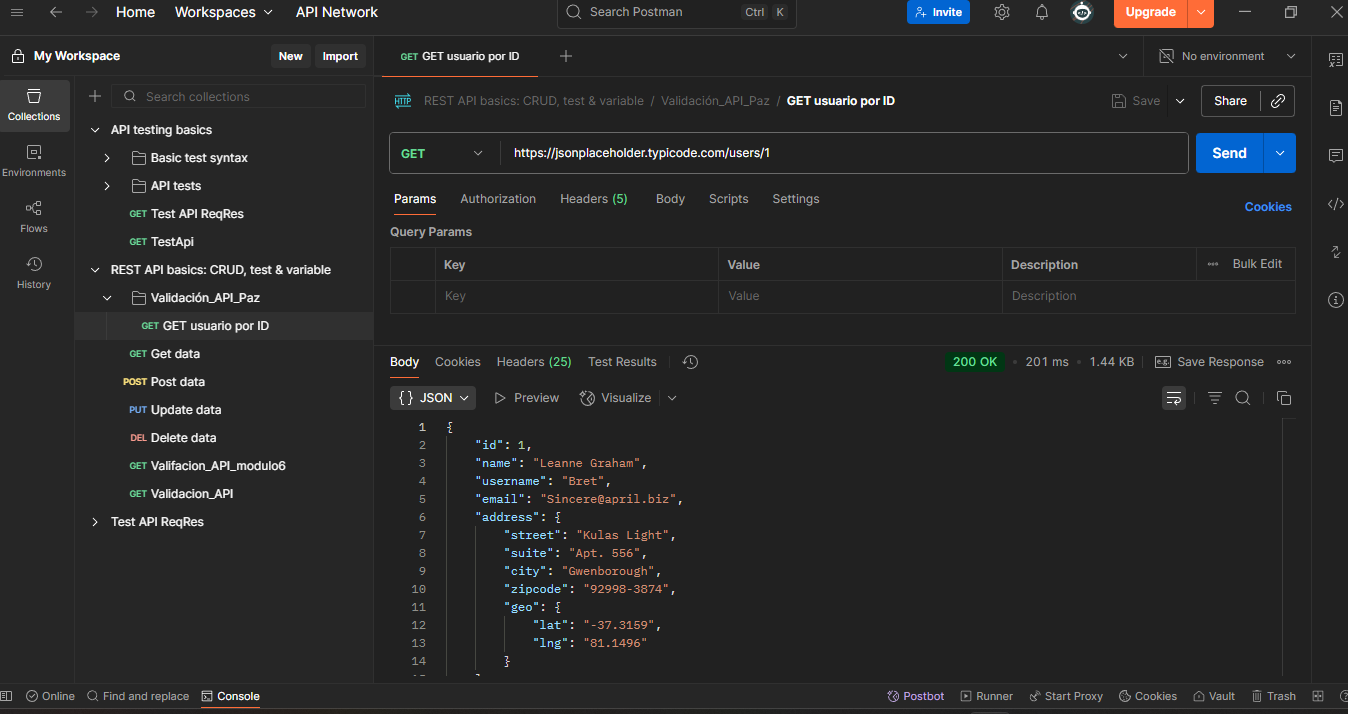 Home Workspaces API Network Search Postman Ctrl K Invite Upgrade
My Workspace New Import GET GET usuario por ID No environment
Search collections
REST API basics: CRUD, test & variable / Validación_API_Paz / GET usuario por ID Save Share
Collections
Environments
Flows
History
API testing basics
Basic test syntax
API tests
GET Test API ReqRes
GET TestApi
REST API basics: CRUD, test & variable
Validación_API_Paz
GET GET usuario por ID
GET Get data
POST Post data
PUT Update data
DEL Delete data
GET Valifacion_API_modulo6
GET Validacion_API
Test API ReqRes
HTTP
GET https://jsonplaceholder.typicode.com/users/1 Send
Params Authorization Headers (5) Body Scripts Settings Cookies
Query Params
Key Value Description Bulk Edit
Key Value Description
Body Cookies Headers (25) Test Results 200 OK 201 ms 1.44 KB e.g. Save Response
{} JSON Preview Visualize
1 {
2 "id": 1,
3 "name": "Leanne Graham",
4 "username": "Bret",
5 "email": "Sincere@april.biz",
6 "address": {
7 "street": "Kulas Light",
8 "suite": "Apt. 556",
9 "city": "Gwenborough",
10 "zipcode": "92998-3874",
11 "geo": {
12 "lat": "-37.3159",
13 "lng": "81.1496"
14 }
Online Find and replace Console Postbot Runner Start Proxy Cookies Vault Trash